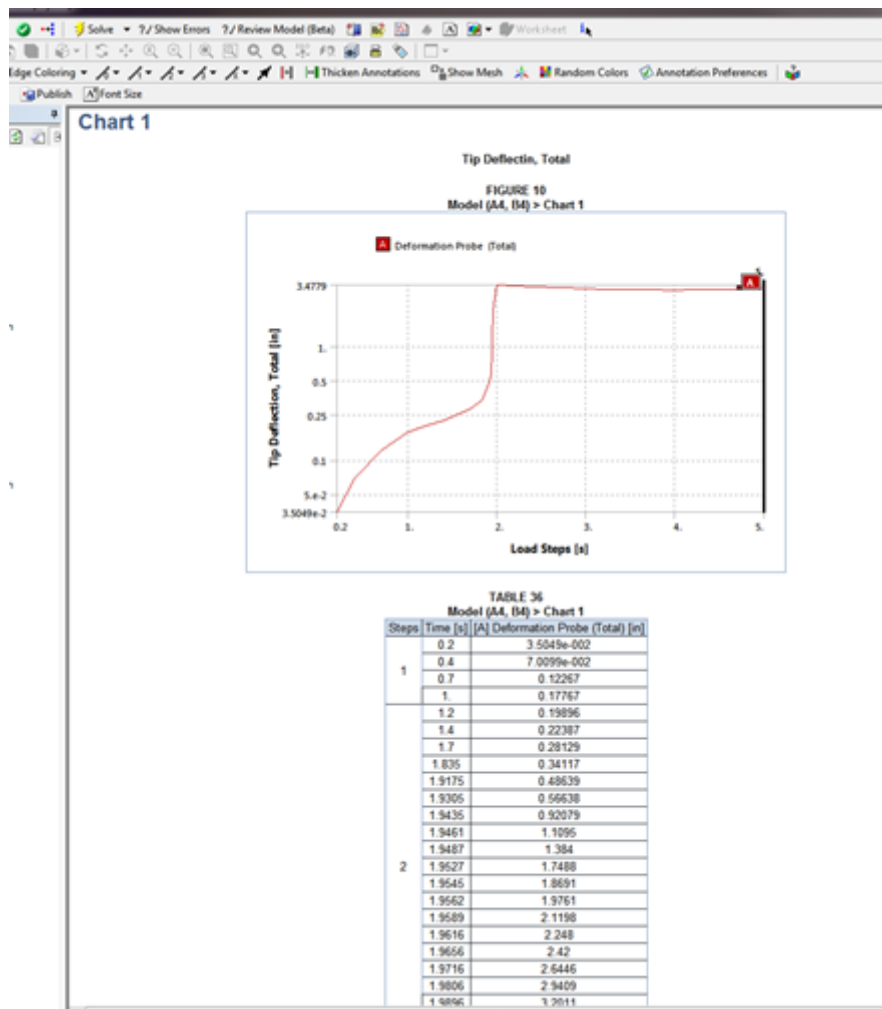 Solve ?/ Show Errors ?/ Review Model (Beta) A Worksheet
Edge Coloring Thicken Annotations Show Mesh Random Colors Annotation Preferences
Publish A Font Size
Chart 1
Tip Deflectin, Total
FIGURE 10
Model (A4, B4) > Chart 1
A Deformation Probe (Total)
A
3.4779
1.
0.5
0.25
0.1
5.e-2
3.5049e-2
Tip Deflection, Total [in]
0.2 1. 2. 3. 4. 5.
Load Steps [s]
TABLE 36
Model (A4, B4) > Chart 1
Steps Time [s] [A] Deformation Probe (Total) [in]
1
0.2 3.5049e-002
0.4 7.0099e-002
0.7 0.12267
1. 0.17767
2
1.2 0.19896
1.4 0.22387
1.7 0.28129
1.835 0.34117
1.9175 0.48639
1.9305 0.56638
1.9435 0.92079
1.9461 1.1095
1.9487 1.384
1.9527 1.7488
1.9545 1.8691
1.9562 1.9761
1.9589 2.1198
1.9616 2.248
1.9656 2.42
1.9716 2.6446
1.9806 2.9409
1.9896 3.2011